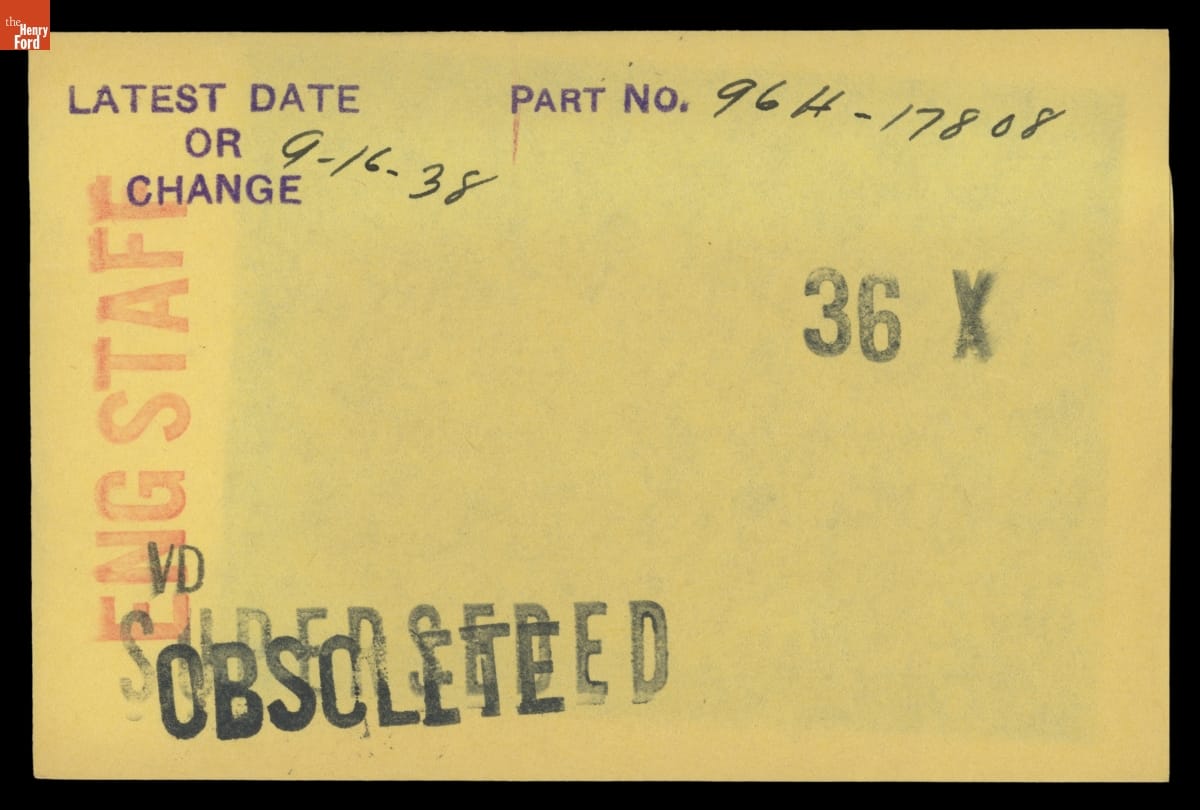 the
Henry
Ford
LATEST DATE
OR 9-16-38
CHANGE
PART NO. 96H-17808
36 X
ENG STAFF
VD
SUPERSEDED
OBSOLETE